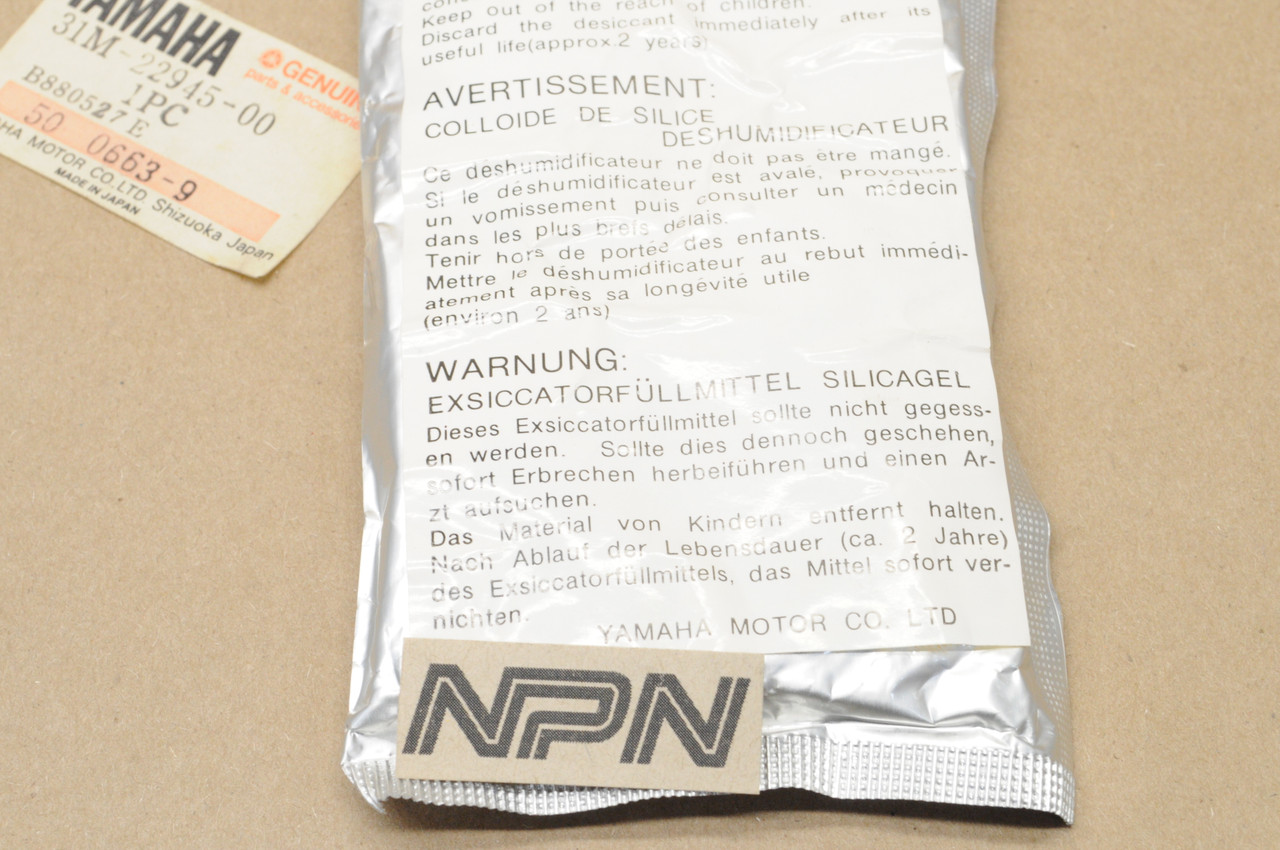 YAMAHA
31M-22945-00
1PC
B880527E
50 0663-9
GENUIN
parts & accessorie
HA MOTOR CO.,LTD. Shizuoka Japan
MADE IN JAPAN
Keep out of the reach of children.
Discard the desiccant immediately after its
useful life(approx.2 years)
AVERTISSEMENT:
COLLOIDE DE SILICE
DESHUMIDIFICATEUR
Ce déshumidificateur ne doit pas être mangé.
Si le déshumidificateur est avalé, provoquer
un vomissement puis consulter un médecin
dans les plus brefs délais.
Tenir hors de portée des enfants.
Mettre le déshumidificateur au rebut immédi-
atement après sa longévité utile
(environ 2 ans)
WARNUNG:
EXSICCATORFÜLLMITTEL SILICAGEL
Dieses Exsiccatorfüllmittel sollte nicht gegess-
en werden. Sollte dies dennoch geschehen,
sofort Erbrechen herbeiführen und einen Ar-
zt aufsuchen.
Das Material von Kindern entfernt halten.
Nach Ablauf der Lebensdauer (ca. 2 Jahre)
des Exsiccatorfüllmittels, das Mittel sofort ver-
nichten.
YAMAHA MOTOR CO. LTD
NPN